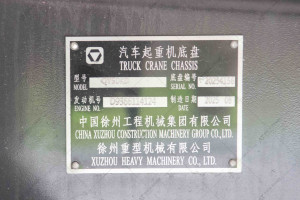 汽车起重机底盘
TRUCK CRANE CHASSIS
型号 底盘编号
MODEL SERIAL NO.
发动机号 制造日期
ENGINE NO. MADE DATE
中国徐州工程机械集团有限公司
CHINA XUZHOU CONSTRUCTION MACHINERY GROUP CO., LTD.
徐州重型机械有限公司
XUZHOU HEAVY MACHINERY CO., LTD.